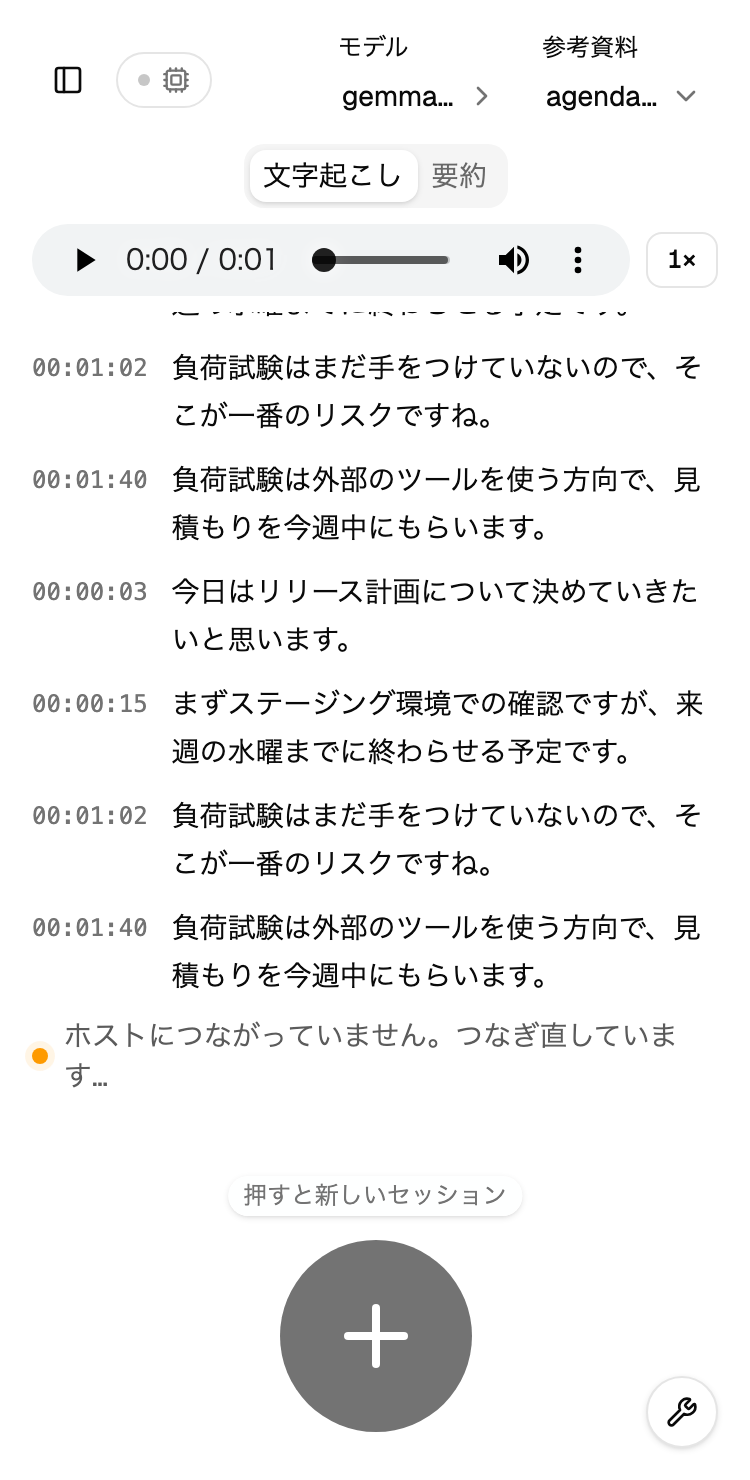 モデル
参考資料
gemma...
agenda...
文字起こし
要約
0:00 / 0:01
1×
00:01:02 負荷試験はまだ手をつけていないので、そ
こが一番のリスクですね。
00:01:40 負荷試験は外部のツールを使う方向で、見
積もりを今週中にもらいます。
00:00:03 今日はリリース計画について決めていきた
いと思います。
00:00:15 まずステージング環境での確認ですが、来
週の水曜までに終わらせる予定です。
00:01:02 負荷試験はまだ手をつけていないので、そ
こが一番のリスクですね。
00:01:40 負荷試験は外部のツールを使う方向で、見
積もりを今週中にもらいます。
ホストにつながっていません。つなぎ直していま
す...
押すと新しいセッション